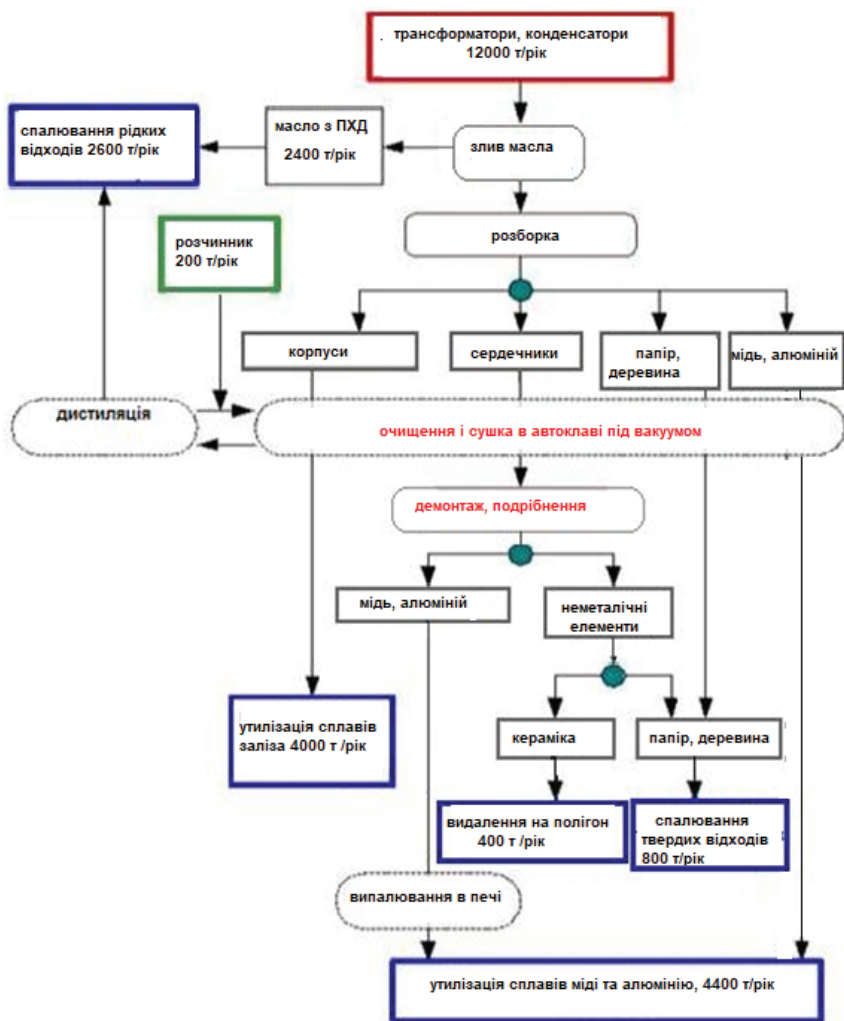 трансформатори, конденсатори
12000 т/рік
спалювання рідких
відходів 2600 т/рік
масло з ПХД
2400 т/рік
злив масла
розчинник
200 т/рік
розборка
корпуси
сердечники
папір,
деревина
мідь, алюміній
дистиляція
очищення і сушка в автоклаві під вакуумом
демонтаж, подрібнення
мідь, алюміній
неметалічні
елементи
утилізація сплавів
заліза 4000 т /рік
кераміка
папір, деревина
видалення на полігон
400 т /рік
спалювання
твердих відходів
800 т/рік
випалювання в печі
утилізація сплавів міді та алюмінію, 4400 т/рік